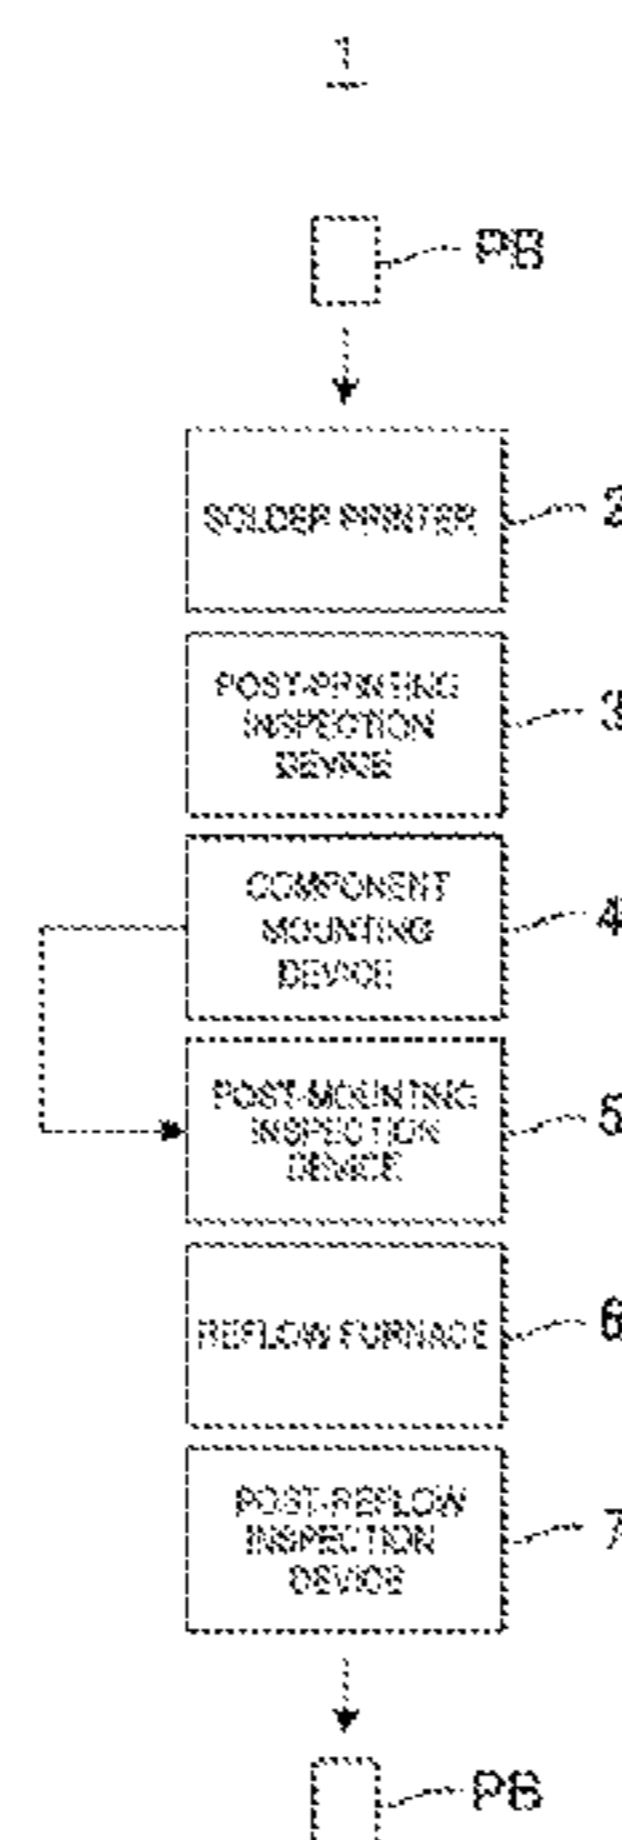 1
PB
SOLDER PRINTER
2
POST-PRINTING
INSPECTION
DEVICE
3
COMPONENT
MOUNTING
DEVICE
4
POST-MOUNTING
INSPECTION
DEVICE
5
REFLOW FURNACE
6
POST-REFLOW
INSPECTION
DEVICE
7
PB